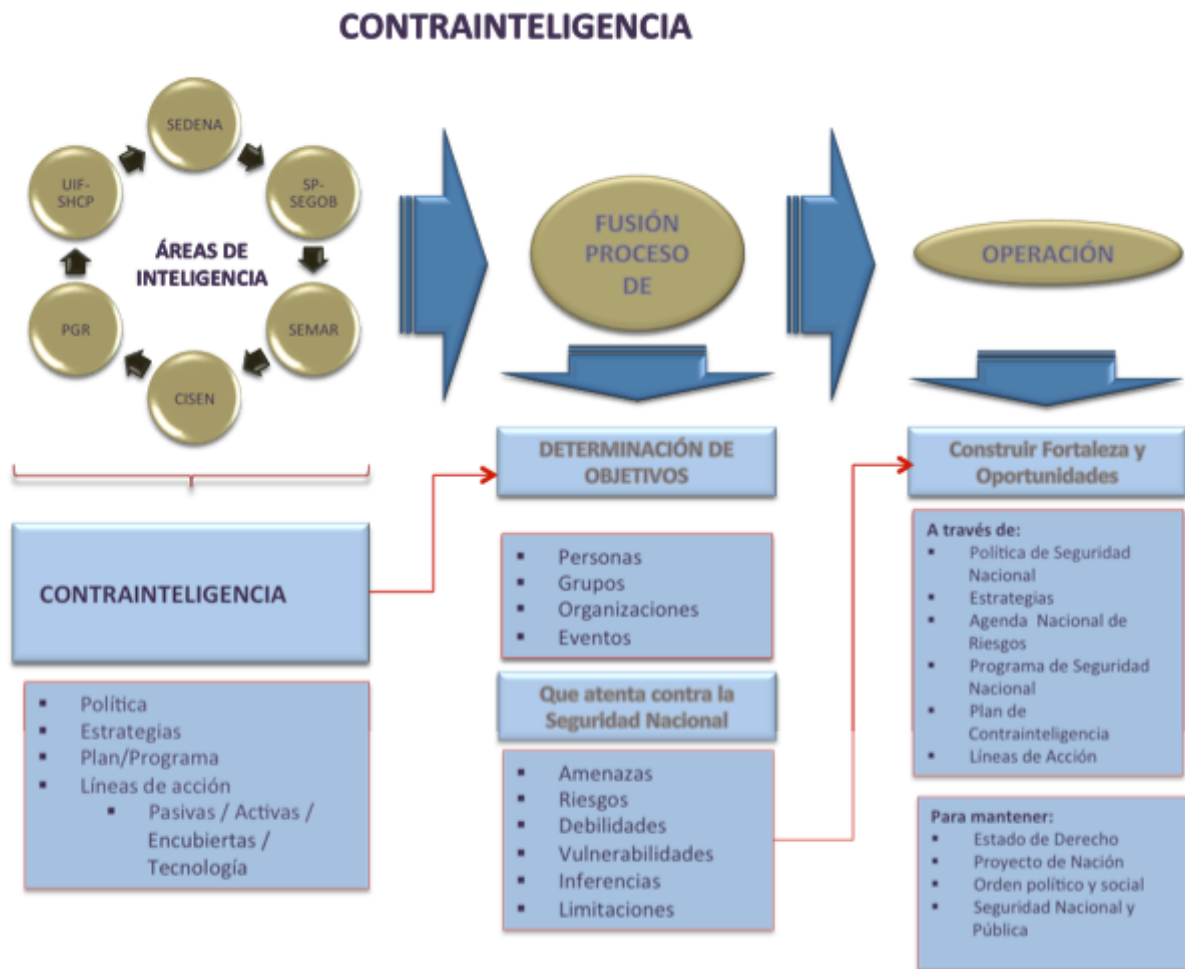 CONTRAINTELIGENCIA
SEDENA
SP-
SEGOB
SEMAR
CISEN
PGR
UIF-
SHCP
ÁREAS DE
INTELIGENCIA
CONTRAINTELIGENCIA
▪ Política
▪ Estrategias
▪ Plan/Programa
▪ Líneas de acción
▪ Pasivas / Activas /
Encubiertas /
Tecnología
FUSIÓN
PROCESO
DE
DETERMINACIÓN DE
OBJETIVOS
▪ Personas
▪ Grupos
▪ Organizaciones
▪ Eventos
Que atenta contra la
Seguridad Nacional
▪ Amenazas
▪ Riesgos
▪ Debilidades
▪ Vulnerabilidades
▪ Inferencias
▪ Limitaciones
OPERACIÓN
Construir Fortaleza y
Oportunidades
A través de:
▪ Política de Seguridad
Nacional
▪ Estrategias
▪ Agenda Nacional de
Riesgos
▪ Programa de Seguridad
Nacional
▪ Plan de
Contrainteligencia
▪ Líneas de Acción
Para mantener:
▪ Estado de Derecho
▪ Proyecto de Nación
▪ Orden político y social
▪ Seguridad Nacional y
Pública